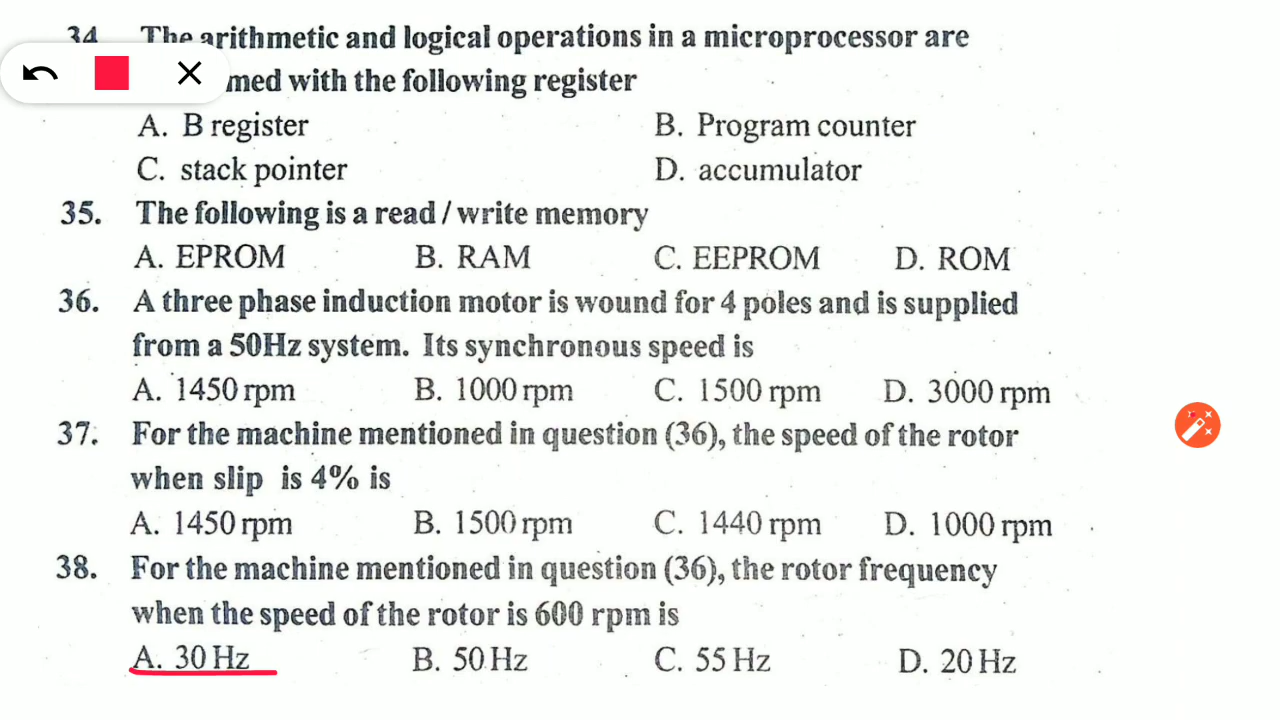 34. The arithmetic and logical operations in a microprocessor are
med with the following register
A. B register B. Program counter
C. stack pointer D. accumulator
35. The following is a read / write memory
A. EPROM B. RAM C. EEPROM D. ROM
36. A three phase induction motor is wound for 4 poles and is supplied
from a 50Hz system. Its synchronous speed is
A. 1450 rpm B. 1000 rpm C. 1500 rpm D. 3000 rpm
37. For the machine mentioned in question (36), the speed of the rotor
when slip is 4% is
A. 1450 rpm B. 1500 rpm C. 1440 rpm D. 1000 rpm
38. For the machine mentioned in question (36), the rotor frequency
when the speed of the rotor is 600 rpm is
A. 30 Hz B. 50 Hz C. 55 Hz D. 20 Hz